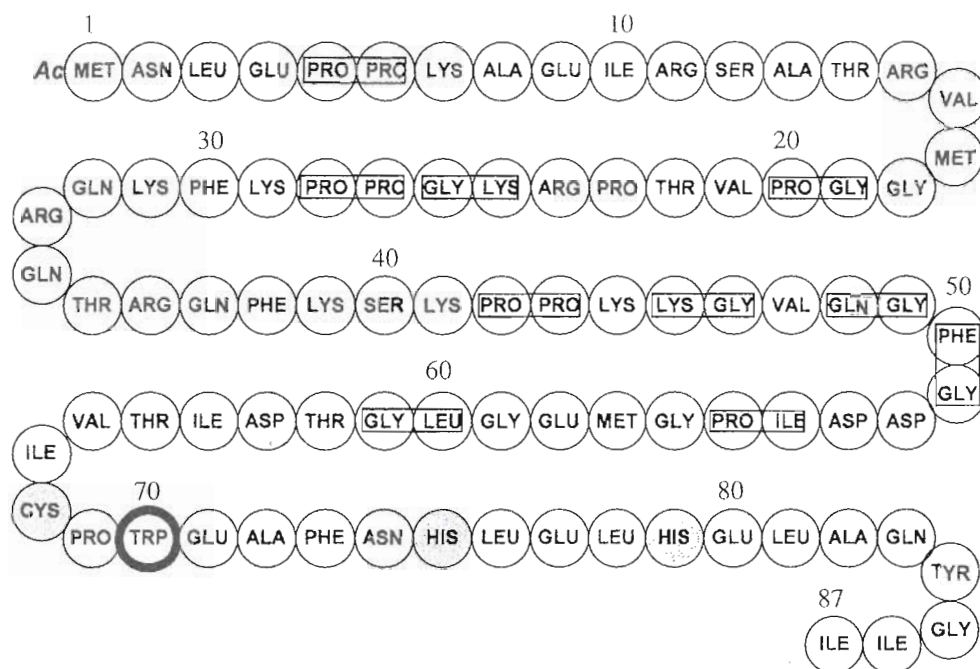 1 10
Ac MET ASN LEU GLU PRO PRO LYS ALA GLU ILE ARG SER ALA THR ARG
VAL
MET
30 20
GLN LYS PHE LYS PRO PRO GLY LYS ARG PRO THR VAL PRO GLY GLY
ARG
GLN
40 50
THR ARG GLN PHE LYS SER LYS PRO PRO LYS LYS GLY VAL GLN GLY
PHE
GLY
60
VAL THR ILE ASP THR GLY LEU GLY GLU MET GLY PRO ILE ASP ASP
ILE
CYS
70 80
PRO TRP GLU ALA PHE ASN HIS LEU GLU LEU HIS GLU LEU ALA GLN
TYR
87
ILE ILE GLY